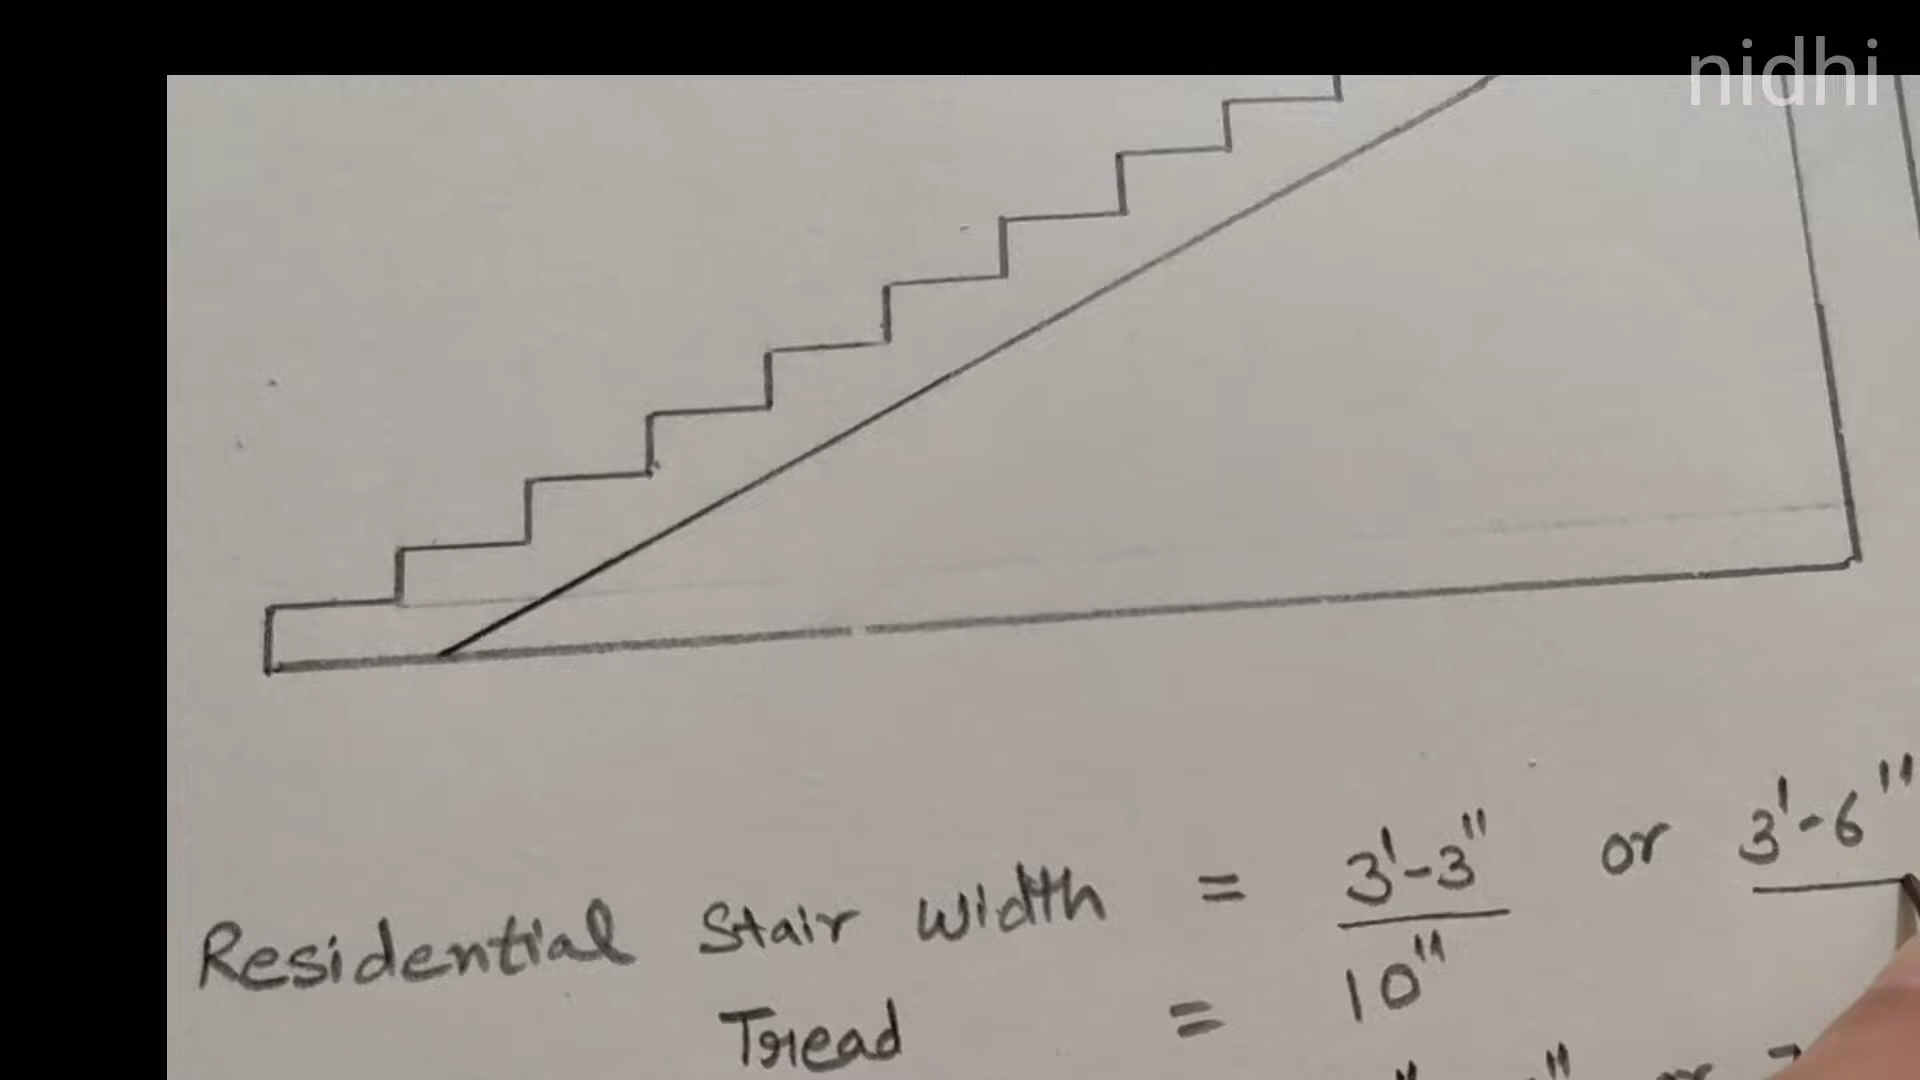 nidhi
Residential Stair width = 3'-3" or 3'-6"
Tread = 10"